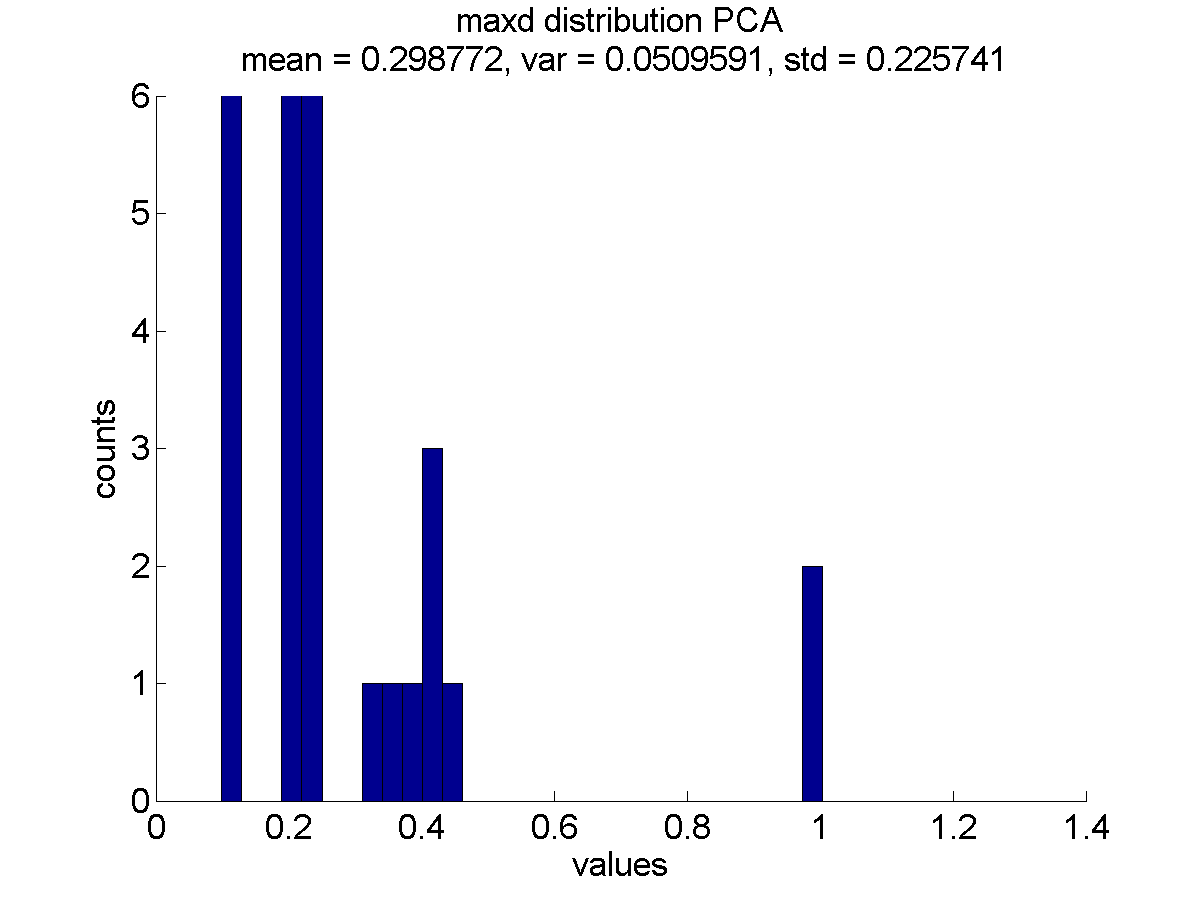 maxd distribution PCA
mean = 0.298772, var = 0.0509591, std = 0.225741
6
5
4
3
2
1
0
counts
0 0.2 0.4 0.6 0.8 1 1.2 1.4
values